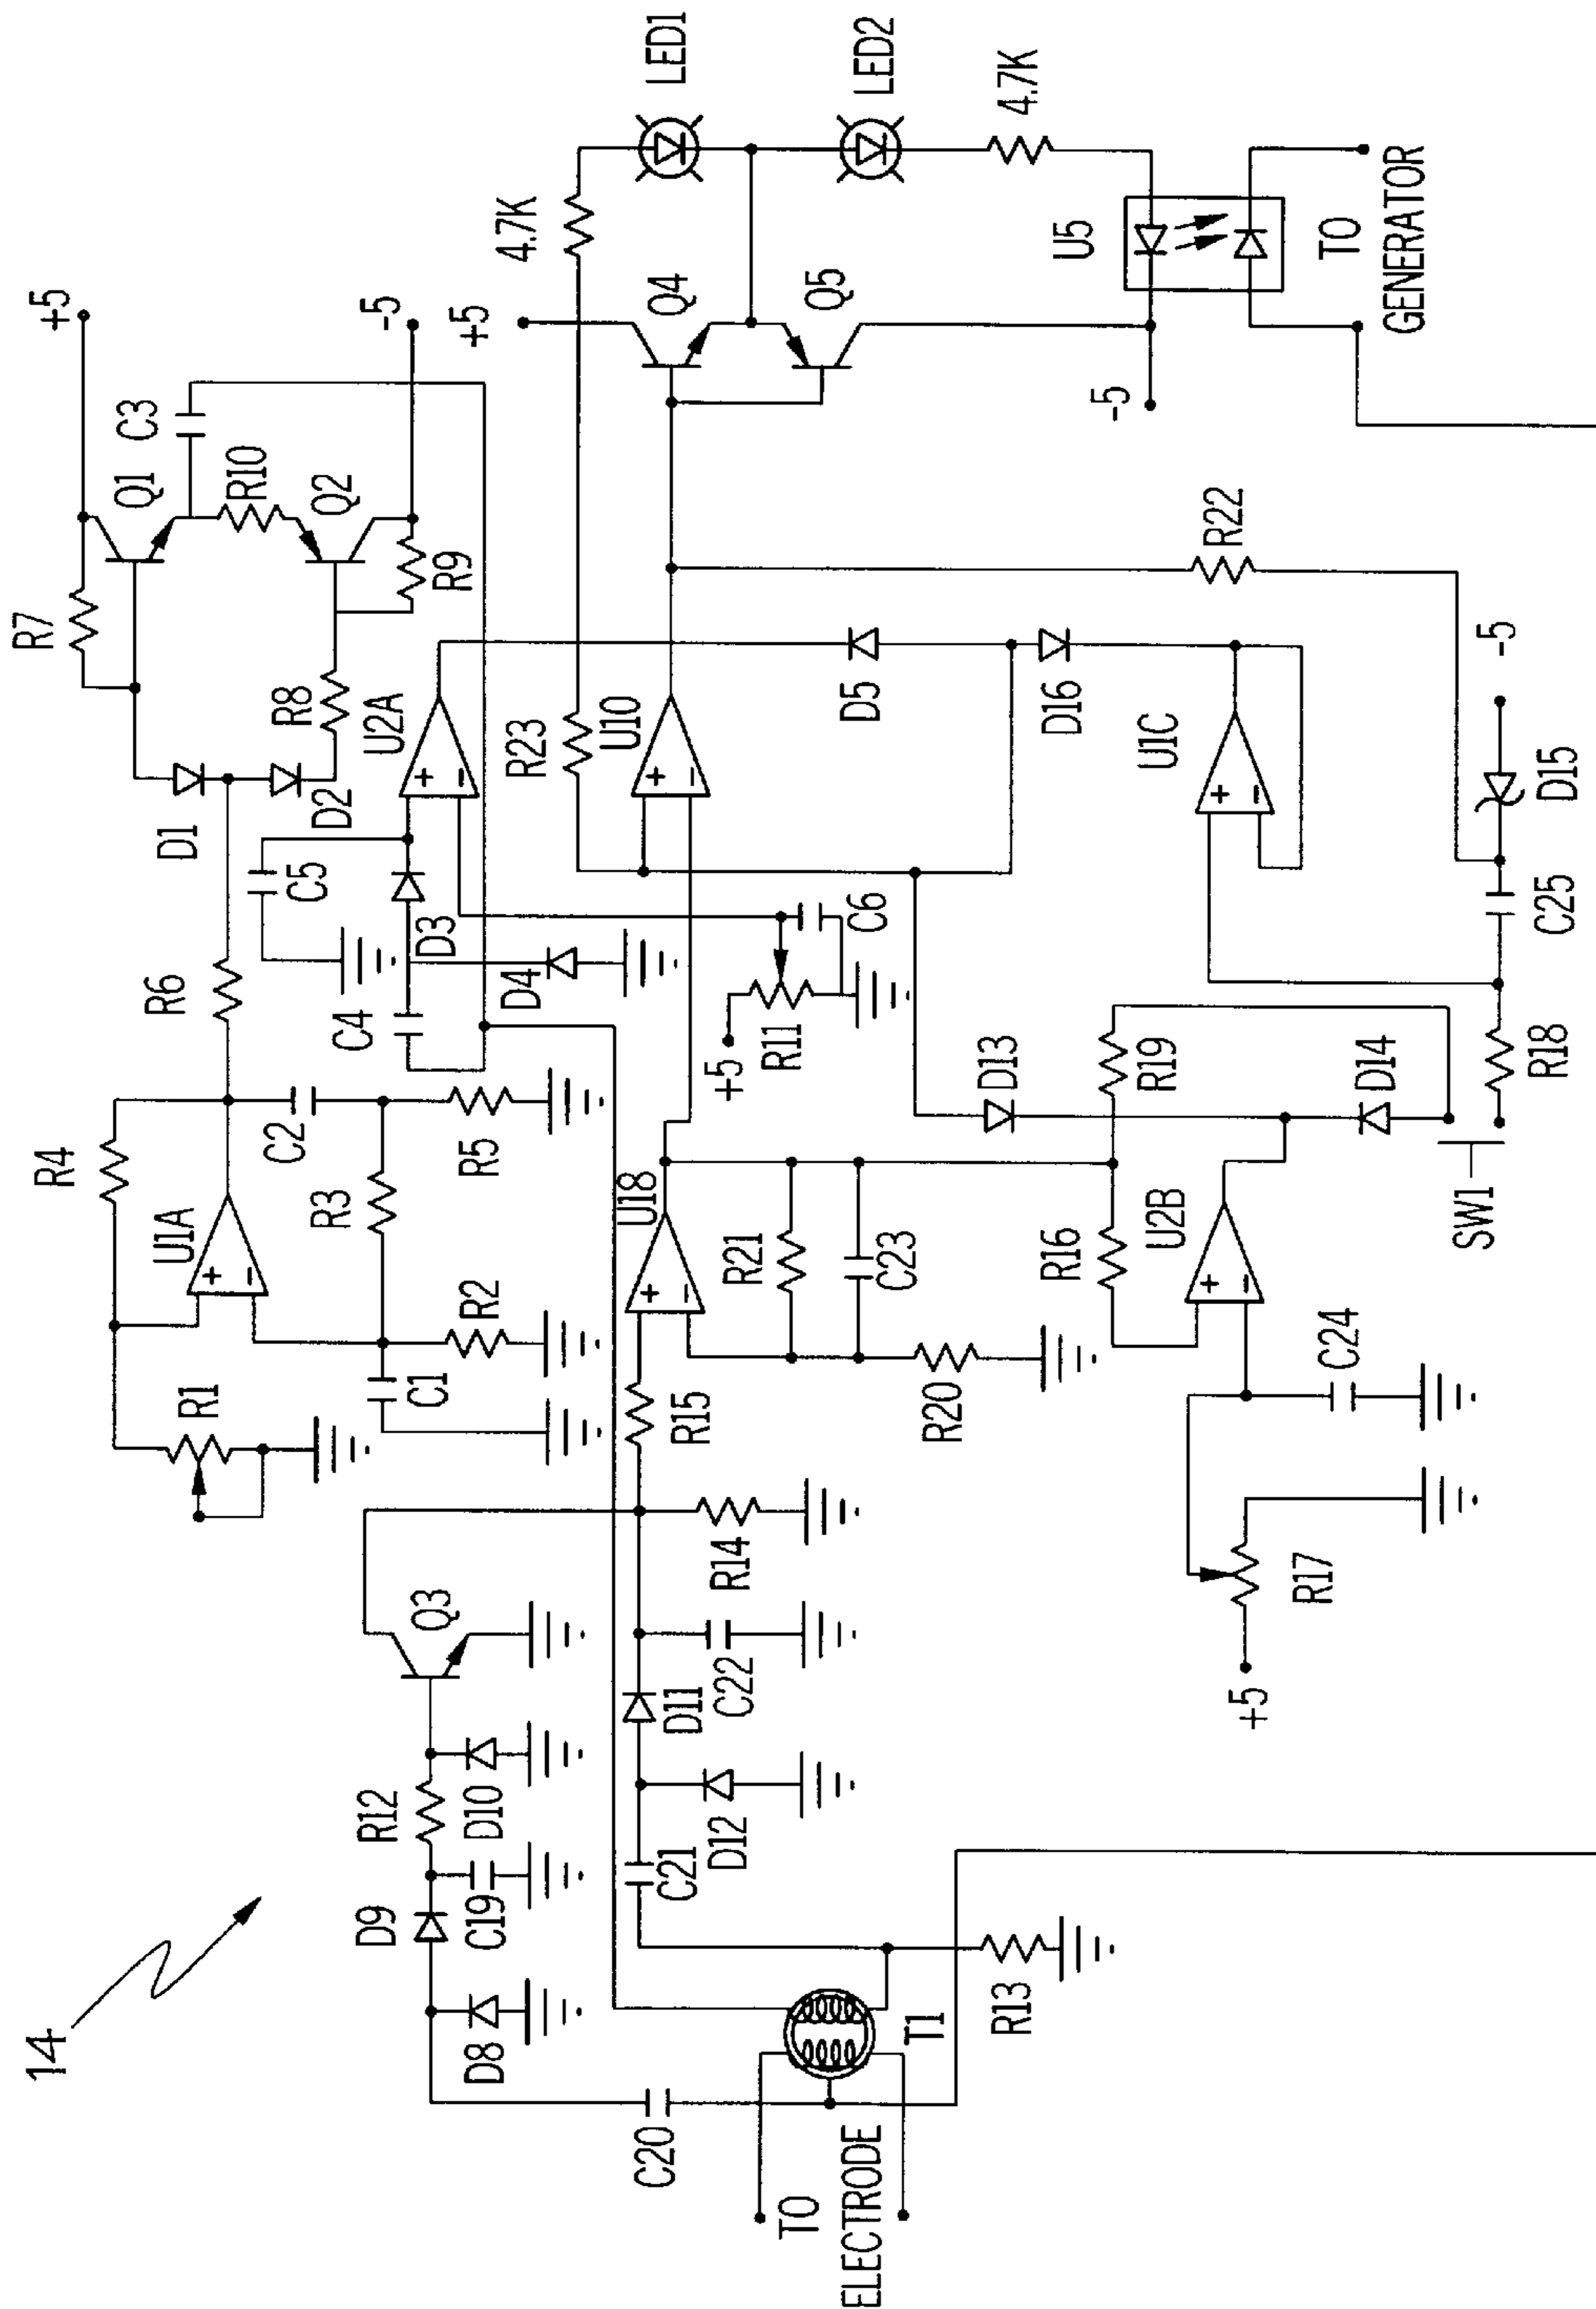 14
C20
D8
D9
C19
R12
D10
Q3
TO
ELECTRODE
T1
R13
C21
D12
D11
C22
R14
R15
R1
C1
R2
R3
R4
U1A
+
−
C2
R5
R6
D1
D2
R7
R8
Q1
C3
R10
Q2
R9
+5
-5
C4
C5
D3
D4
U2A
+
−
+5
R11
C6
U18
+
−
R21
C23
R20
R23
U10
+
−
4.7K
+5
Q4
Q5
LED1
LED2
4.7K
U5
-5
TO
GENERATOR
D5
D16
R22
U1C
+
−
D13
R19
D14
R16
U2B
+
−
C24
R17
+5
SW1
R18
C25
D15
-5